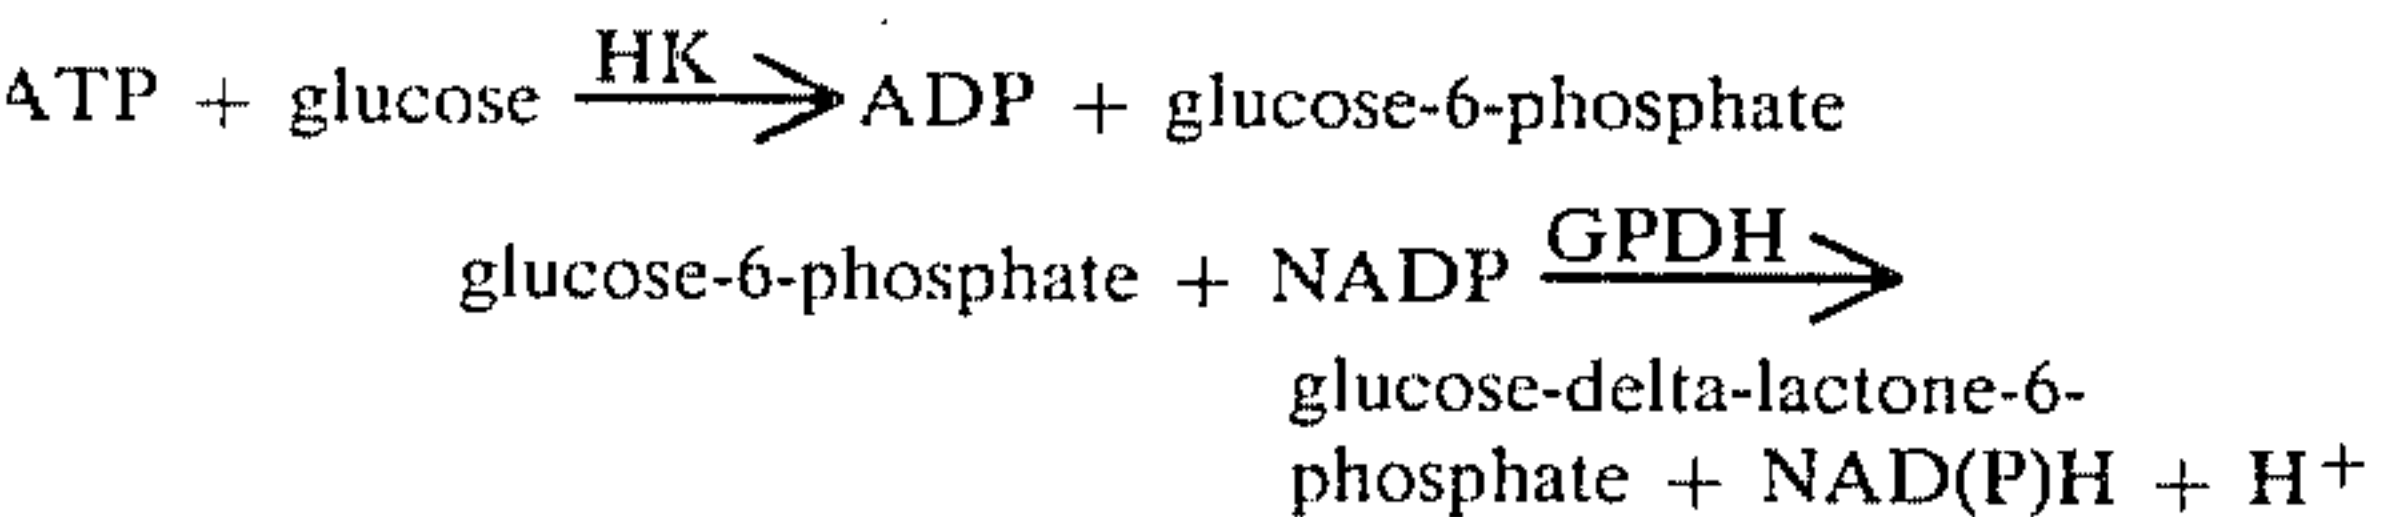 ATP + glucose HK → ADP + glucose-6-phosphate
glucose-6-phosphate + NADP GPDH →
glucose-delta-lactone-6-
phosphate + NAD(P)H + H⁺